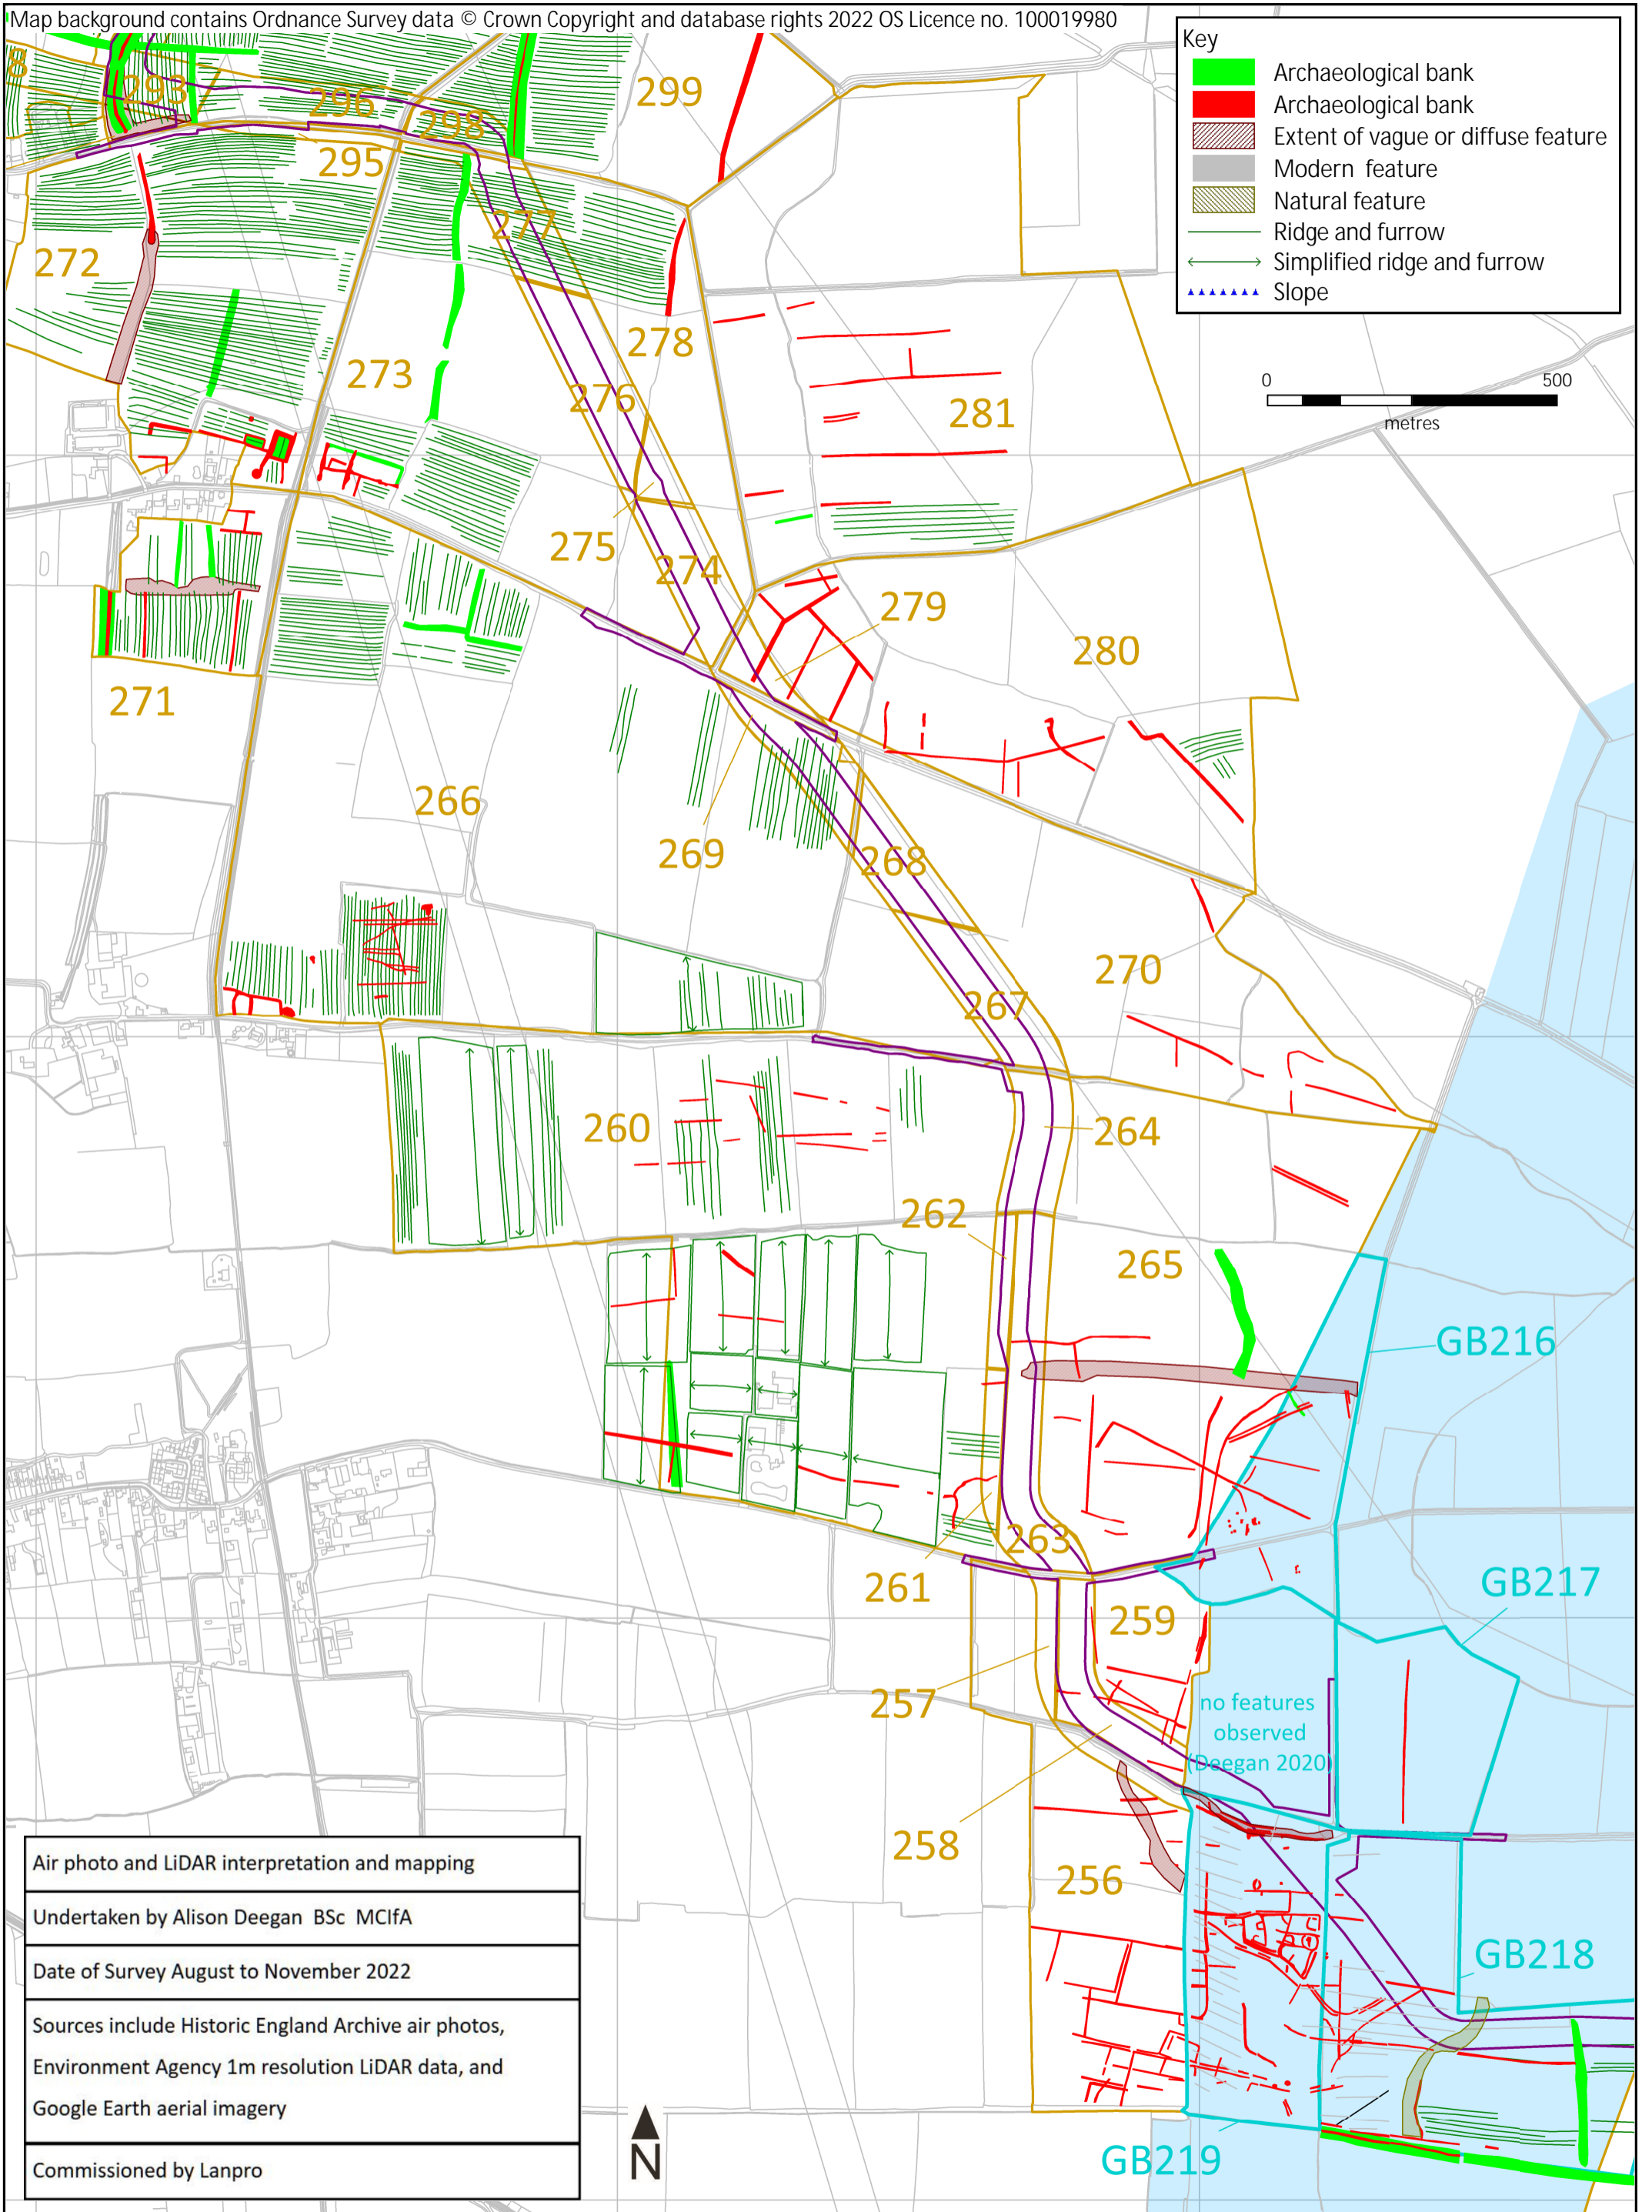 Map background contains Ordnance Survey data © Crown Copyright and database rights 2022 OS Licence no. 100019980
Key
Archaeological bank
Archaeological bank
Extent of vague or diffuse feature
Modern feature
Natural feature
Ridge and furrow
Simplified ridge and furrow
Slope
0 500
metres
8
293
296
298
299
295
277
272
278
273
276
281
275
274
279
280
271
266
269
268
270
267
260
264
262
265
GB216
263
261
GB217
259
257
no features
observed
(Deegan 2020)
258
256
GB218
GB219
Air photo and LiDAR interpretation and mapping
Undertaken by Alison Deegan BSc MCIfA
Date of Survey August to November 2022
Sources include Historic England Archive air photos,
Environment Agency 1m resolution LiDAR data, and
Google Earth aerial imagery
Commissioned by Lanpro
N